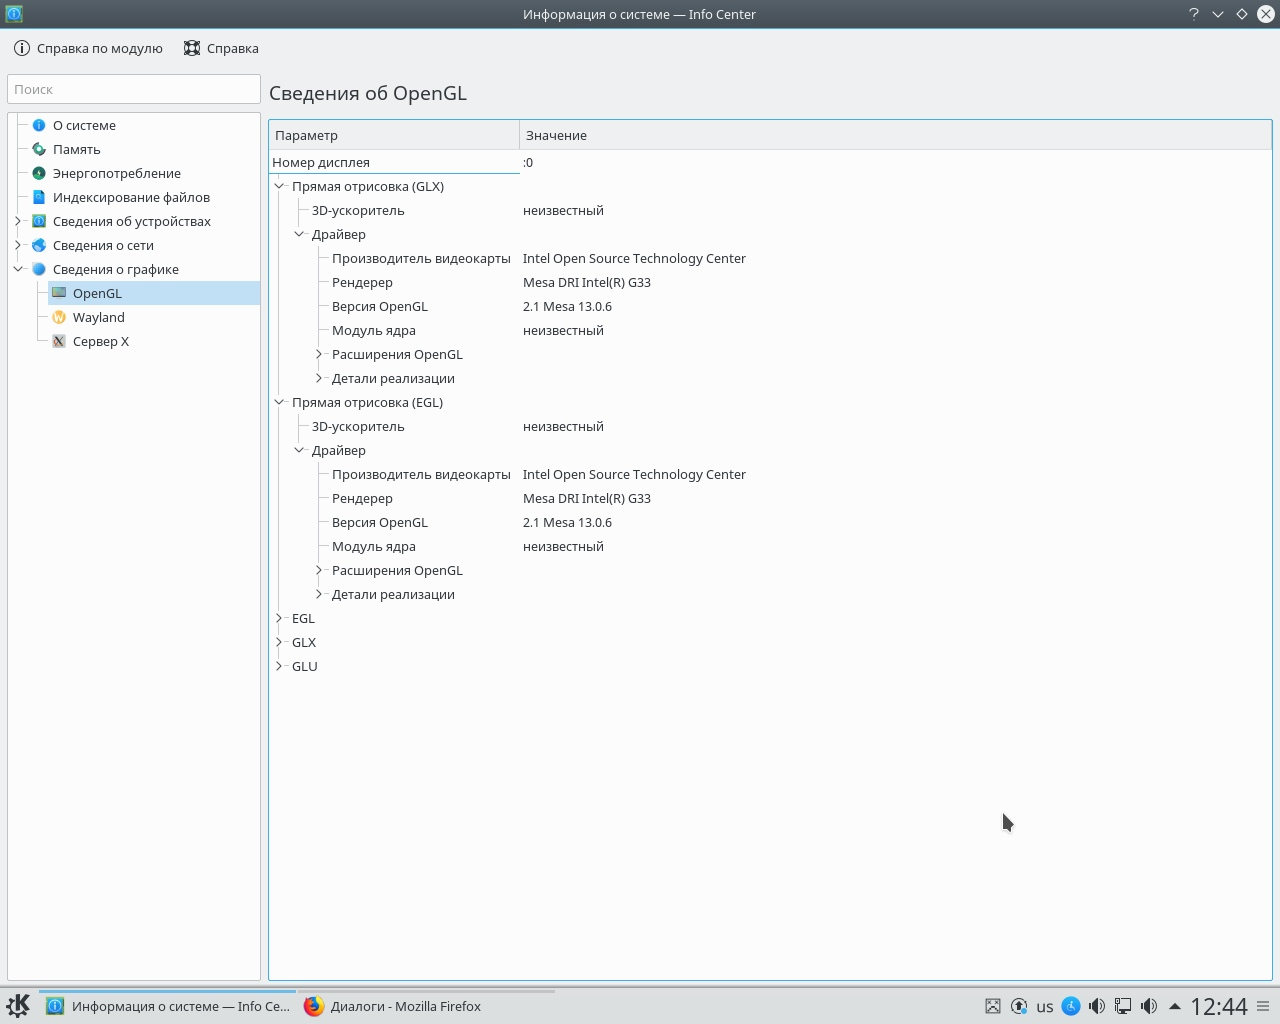 Информация о системе — Info Center
Справка по модулю Справка
Поиск
О системе
Память
Энергопотребление
Индексирование файлов
Сведения об устройствах
Сведения о сети
Сведения о графике
OpenGL
Wayland
Сервер X
Сведения об OpenGL
Параметр Значение
Номер дисплея :0
Прямая отрисовка (GLX)
3D-ускоритель неизвестный
Драйвер
Производитель видеокарты Intel Open Source Technology Center
Рендерер Mesa DRI Intel(R) G33
Версия OpenGL 2.1 Mesa 13.0.6
Модуль ядра неизвестный
Расширения OpenGL
Детали реализации
Прямая отрисовка (EGL)
3D-ускоритель неизвестный
Драйвер
Производитель видеокарты Intel Open Source Technology Center
Рендерер Mesa DRI Intel(R) G33
Версия OpenGL 2.1 Mesa 13.0.6
Модуль ядра неизвестный
Расширения OpenGL
Детали реализации
EGL
GLX
GLU
Информация о системе — Info Ce... Диалоги - Mozilla Firefox us 12:44